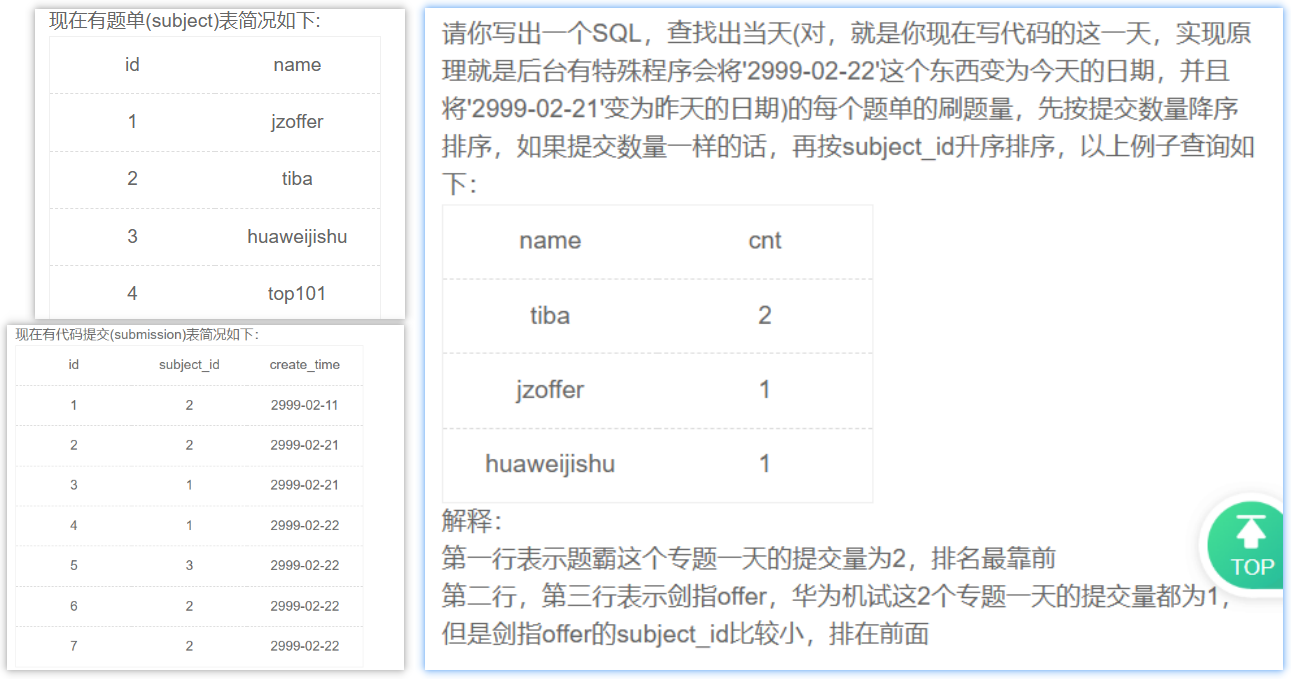 现在有题单(subject)表简况如下:
id name
1 jzoffer
2 tiba
3 huaweijishu
4 top101
现在有代码提交(submission)表简况如下:
id subject_id create_time
1 2 2999-02-11
2 2 2999-02-21
3 1 2999-02-21
4 1 2999-02-22
5 3 2999-02-22
6 2 2999-02-22
7 2 2999-02-22
请你写出一个SQL，查找出当天(对，就是你现在写代码的这一天，实现原
理就是后台有特殊程序会将'2999-02-22'这个东西变为今天的日期，并且
将'2999-02-21'变为昨天的日期)的每个题单的刷题量，先按提交数量降序
排序，如果提交数量一样的话，再按subject_id升序排序，以上例子查询如
下：
name cnt
tiba 2
jzoffer 1
huaweijishu 1
解释：
第一行表示题霸这个专题一天的提交量为2，排名最靠前
第二行，第三行表示剑指offer，华为机试这2个专题一天的提交量都为1，
但是剑指offer的subject_id比较小，排在前面
TOP